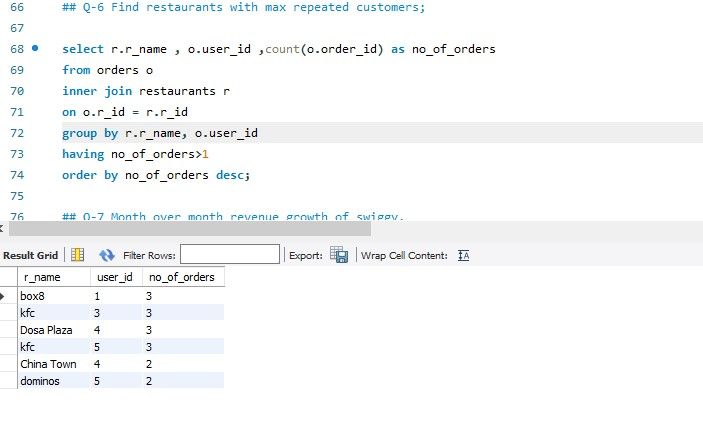 66 ## Q-6 Find restaurants with max repeated customers;
67
68 select r.r_name , o.user_id ,count(o.order_id) as no_of_orders
69 from orders o
70 inner join restaurants r
71 on o.r_id = r.r_id
72 group by r.r_name, o.user_id
73 having no_of_orders>1
74 order by no_of_orders desc;
75
76 ## Q-7 Month over month revenue growth of swiggy.
Result Grid Filter Rows: Export: Wrap Cell Content:
r_name user_id no_of_orders
box8 1 3
kfc 3 3
Dosa Plaza 4 3
kfc 5 3
China Town 4 2
dominos 5 2